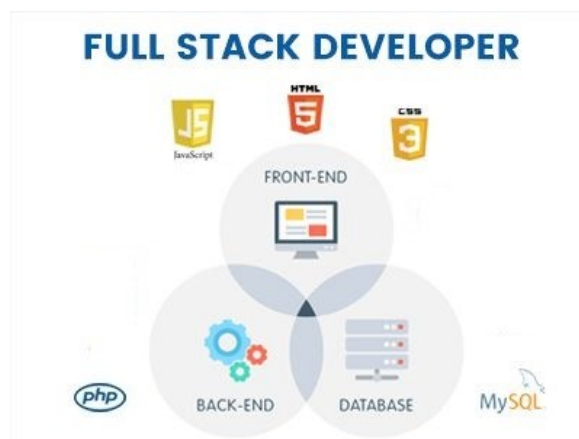 FULL STACK DEVELOPER
HTML
5
JS
JavaScript
CSS
3
FRONT-END
php
BACK-END
DATABASE
MySQL